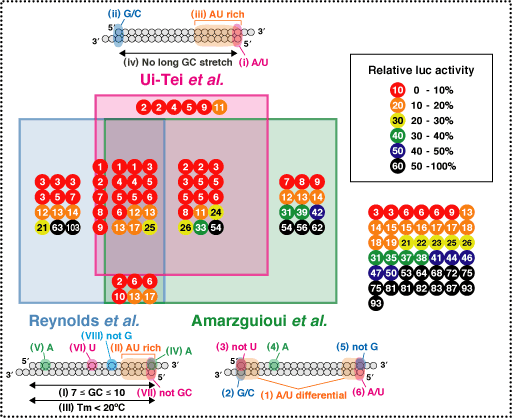 (ii) G/C
(iii) AU rich
3′
5′
5′
3′
(iv) No long GC stretch
(i) A/U
Ui-Tei et al.
Relative luc activity
10 0 - 10%
20 10 - 20%
30 20 - 30%
40 30 - 40%
50 40 - 50%
60 50 -100%
2 2 4 5 9 11
3 3 3
3 5 7
12 13 14
21 63 103
1 1 1 3
2 4 4 5
7 5 5 6
8 6 12 13
9 13 17 25
2 2 3
3 5 5
5 5 6
8 11 24
26 33 54
7 8 9
12 13 14
31 39 42
54 56 62
2 6 6
10 13 17
3 3 6 6 6 9 13
14 15 15 16 17 17 17
18 19 21 22 23 25 26
31 35 37 38 41 44 46
47 50 53 64 68 72 75
75 81 81 82 83 87 93
93
Reynolds et al.
Amarzguioui et al.
(VIII) not G
(V) A
(VI) U
(II) AU rich
(IV) A
5′
3′
3′
5′
(I) 7 ≤ GC ≤ 10
(VII) not GC
(III) Tm < 20°C
(3) not U
(4) A
(5) not G
5′
3′
3′
5′
(2) G/C
(1) A/U differential
(6) A/U